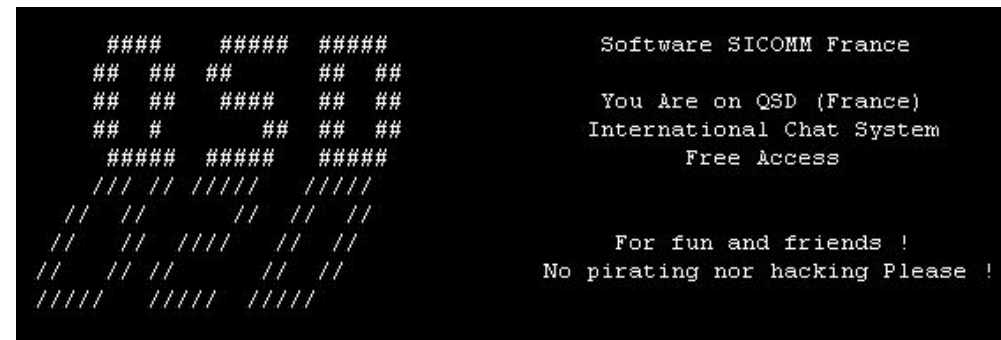 QSD
Software SICOMM France
You Are on QSD (France)
International Chat System
Free Access
For fun and friends !
No pirating nor hacking Please !